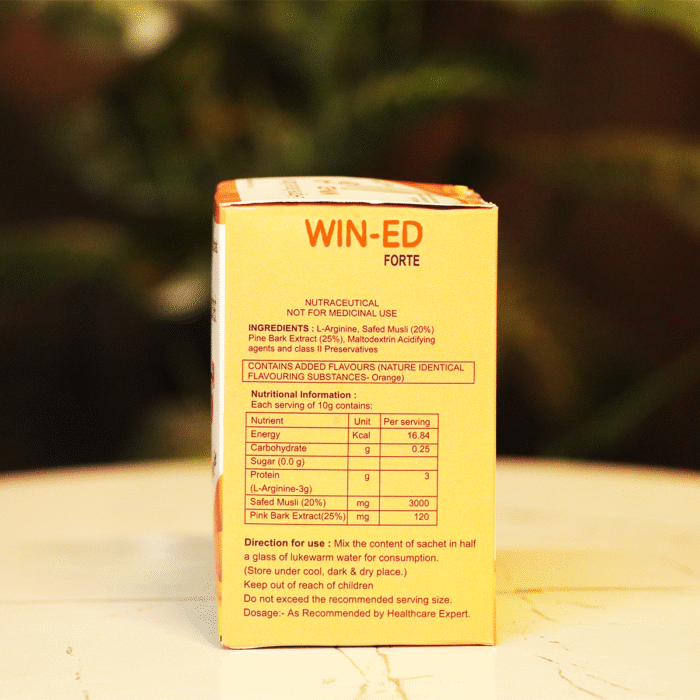 WIN-ED
FORTE
NUTRACEUTICAL
NOT FOR MEDICINAL USE
INGREDIENTS : L-Arginine, Safed Musli (20%)
Pine Bark Extract (25%), Maltodextrin Acidifying
agents and class II Preservatives
CONTAINS ADDED FLAVOURS (NATURE IDENTICAL
FLAVOURING SUBSTANCES- Orange)
Nutritional Information :
Each serving of 10g contains:
Nutrient Unit Per serving
Energy Kcal 16.84
Carbohydrate g 0.25
Sugar (0.0 g)
Protein g 3
(L-Arginine-3g)
Safed Musli (20%) mg 3000
Pink Bark Extract(25%) mg 120
Direction for use : Mix the content of sachet in half
a glass of lukewarm water for consumption.
(Store under cool, dark & dry place.)
Keep out of reach of children
Do not exceed the recommended serving size.
Dosage:- As Recommended by Healthcare Expert.